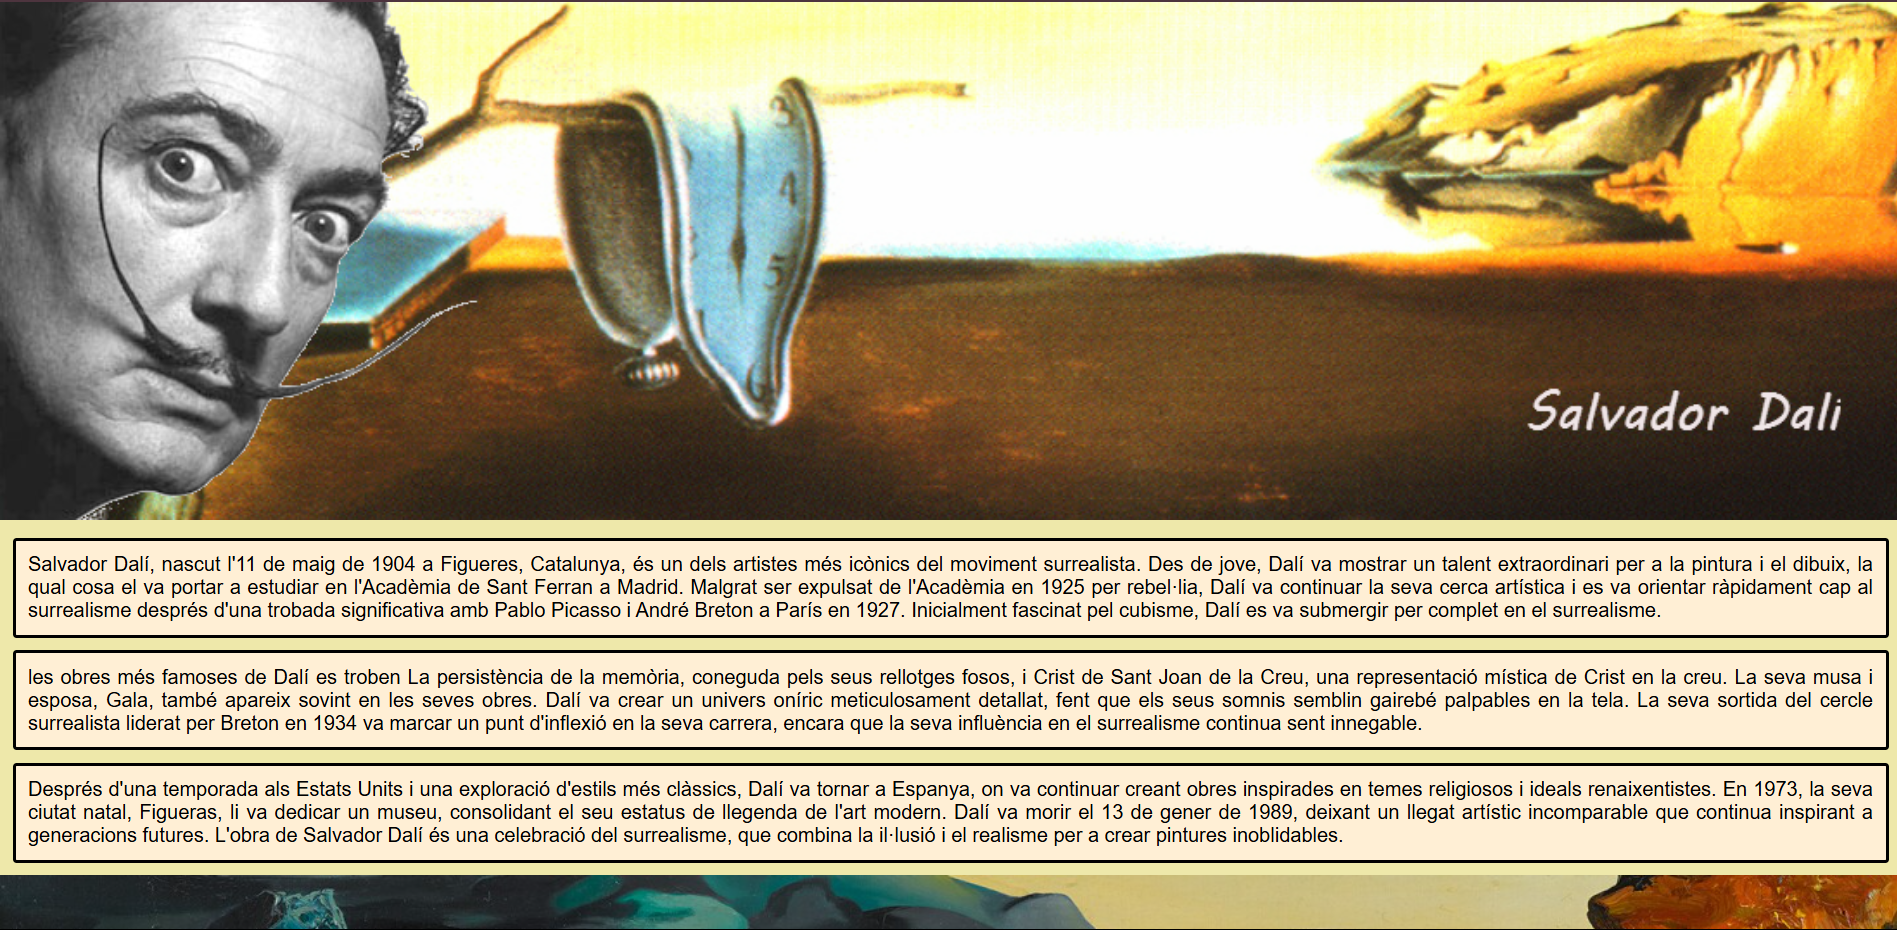 3
4
5
6
Salvador Dali
Salvador Dalí, nascut l'11 de maig de 1904 a Figueres, Catalunya, és un dels artistes més icònics del moviment surrealista. Des de jove, Dalí va mostrar un talent extraordinari per a la pintura i el dibuix, la
qual cosa el va portar a estudiar en l'Acadèmia de Sant Ferran a Madrid. Malgrat ser expulsat de l'Acadèmia en 1925 per rebel·lia, Dalí va continuar la seva cerca artística i es va orientar ràpidament cap al
surrealisme després d'una trobada significativa amb Pablo Picasso i André Breton a París en 1927. Inicialment fascinat pel cubisme, Dalí es va submergir per complet en el surrealisme.
les obres més famoses de Dalí es troben La persistència de la memòria, coneguda pels seus rellotges fosos, i Crist de Sant Joan de la Creu, una representació mística de Crist en la creu. La seva musa i
esposa, Gala, també apareix sovint en les seves obres. Dalí va crear un univers oníric meticulosament detallat, fent que els seus somnis semblin gairebé palpables en la tela. La seva sortida del cercle
surrealista liderat per Breton en 1934 va marcar un punt d'inflexió en la seva carrera, encara que la seva influència en el surrealisme continua sent innegable.
Després d'una temporada als Estats Units i una exploració d'estils més clàssics, Dalí va tornar a Espanya, on va continuar creant obres inspirades en temes religiosos i ideals renaixentistes. En 1973, la seva
ciutat natal, Figueras, li va dedicar un museu, consolidant el seu estatus de llegenda de l'art modern. Dalí va morir el 13 de gener de 1989, deixant un llegat artístic incomparable que continua inspirant a
generacions futures. L'obra de Salvador Dalí és una celebració del surrealisme, que combina la il·lusió i el realisme per a crear pintures inoblidables.